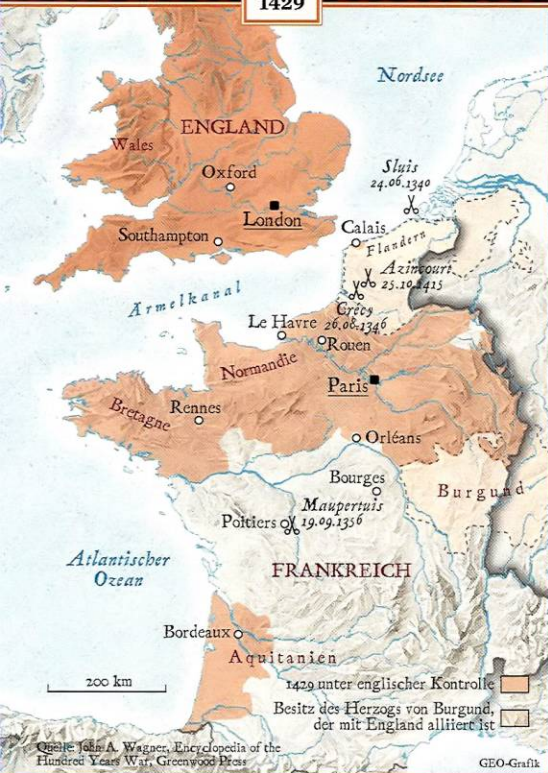 1429
Nordsee
ENGLAND
Wales
Oxford
London
Southampton
Sluis
24.06.1340
Calais
Flandern
Azincourt
25.10.1415
Crécy
26.08.1346
Ärmelkanal
Le Havre
Rouen
Normandie
Paris
Bretagne
Rennes
Orléans
Bourges
Burgund
Maupertuis
19.09.1356
Poitiers
Atlantischer
Ozean
FRANKREICH
Bordeaux
Aquitanien
200 km
1429 unter englischer Kontrolle
Besitz des Herzogs von Burgund,
der mit England alliiert ist
Quelle: John A. Wagner, Encyclopedia of the
Hundred Years War, Greenwood Press
GEO-Grafik